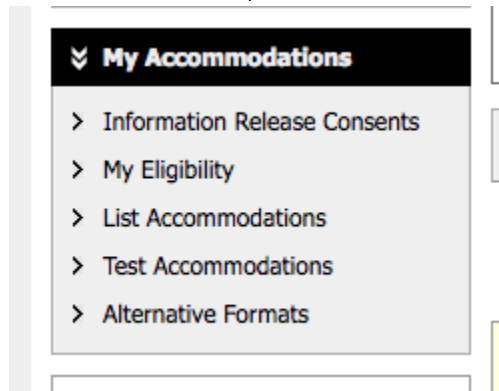 My Accommodations
Information Release Consents
My Eligibility
List Accommodations
Test Accommodations
Alternative Formats